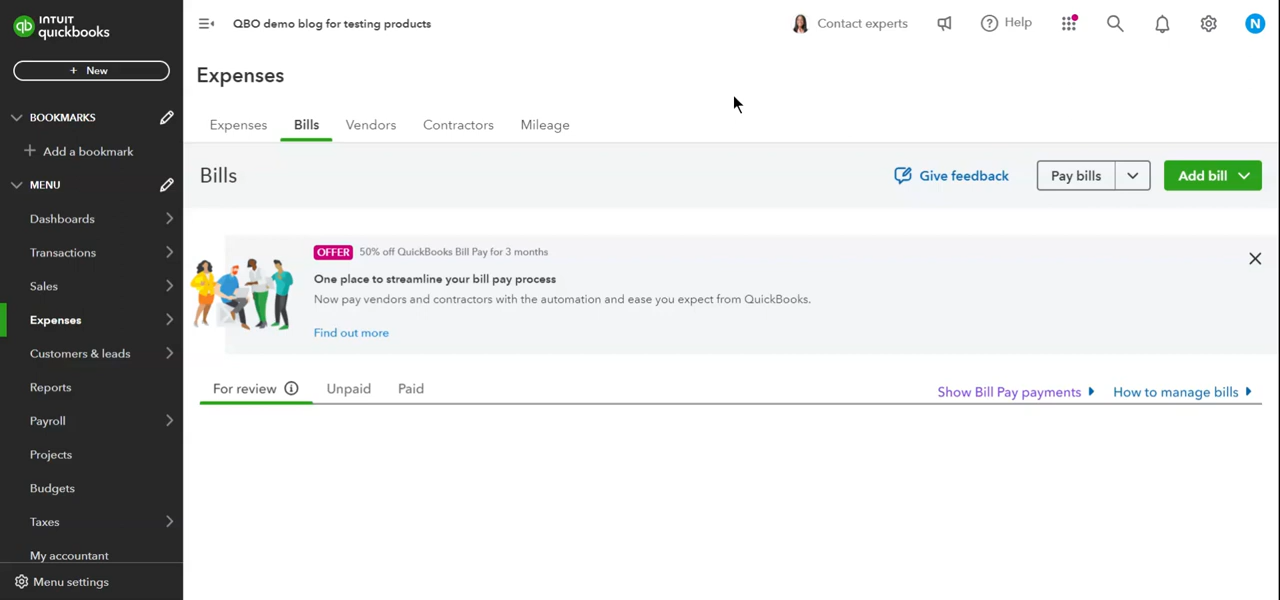 INTUIT
quickbooks
QBO demo blog for testing products
Contact experts
Help
N
+ New
BOOKMARKS
Add a bookmark
MENU
Dashboards
Transactions
Sales
Expenses
Customers & leads
Reports
Payroll
Projects
Budgets
Taxes
My accountant
Menu settings
Expenses
Expenses Bills Vendors Contractors Mileage
Bills
Give feedback
Pay bills
Add bill
OFFER 50% off QuickBooks Bill Pay for 3 months
One place to streamline your bill pay process
Now pay vendors and contractors with the automation and ease you expect from QuickBooks.
Find out more
For review Unpaid Paid
Show Bill Pay payments How to manage bills